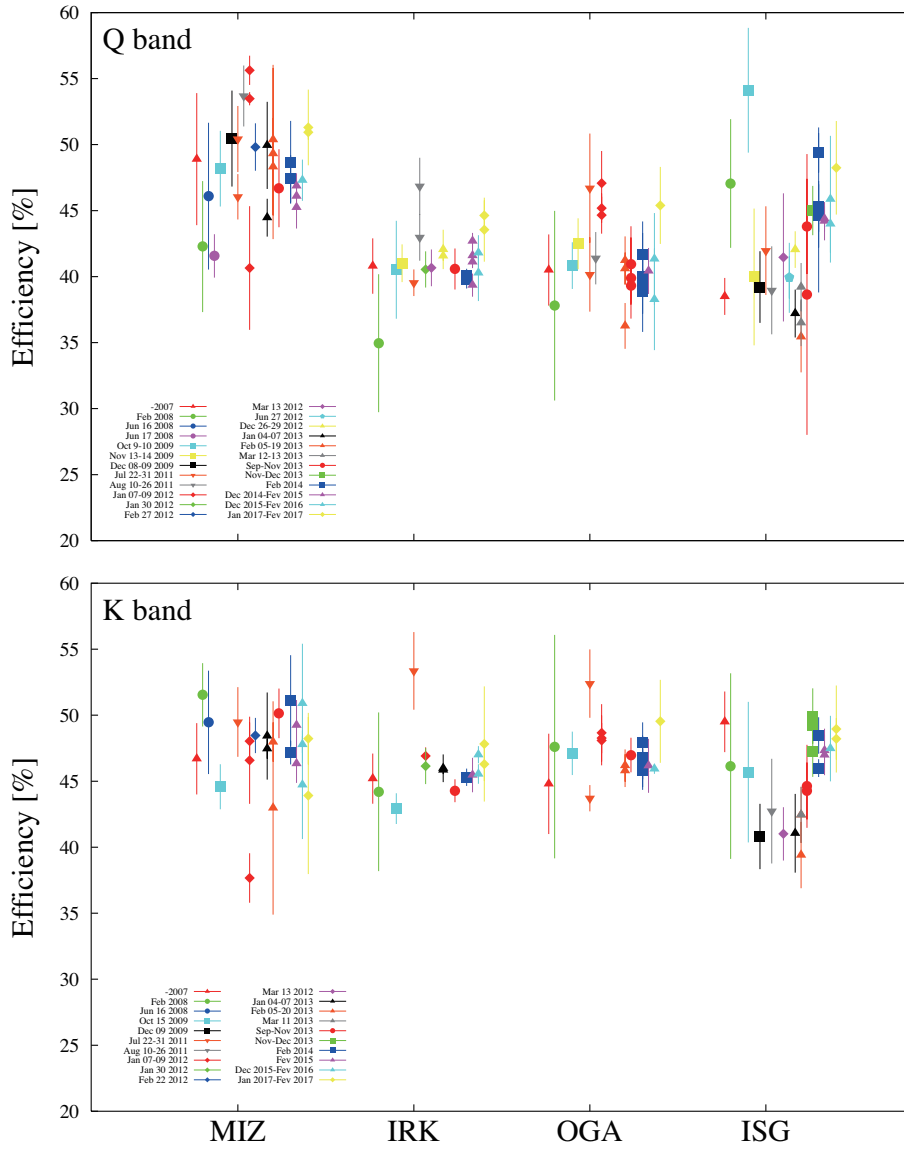 60
Q band
55
50
45
40
35
30
25
20
Efficiency [%]
-2007
Feb 2008
Jun 16 2008
Jun 17 2008
Oct 9-10 2009
Nov 13-14 2009
Dec 08-09 2009
Jul 22-31 2011
Aug 10-26 2011
Jan 07-09 2012
Jan 30 2012
Feb 27 2012
Mar 13 2012
Jun 27 2012
Dec 26-29 2012
Jan 04-07 2013
Feb 05-19 2013
Mar 12-13 2013
Sep-Nov 2013
Nov-Dec 2013
Feb 2014
Dec 2014-Fev 2015
Dec 2015-Fev 2016
Jan 2017-Fev 2017
60
K band
55
50
45
40
35
30
25
20
Efficiency [%]
-2007
Feb 2008
Jun 16 2008
Oct 15 2009
Dec 09 2009
Jul 22-31 2011
Aug 10-26 2011
Jan 07-09 2012
Jan 30 2012
Feb 22 2012
Mar 13 2012
Jan 04-07 2013
Feb 05-20 2013
Mar 11 2013
Sep-Nov 2013
Nov-Dec 2013
Feb 2014
Fev 2015
Dec 2015-Fev 2016
Jan 2017-Fev 2017
MIZ IRK OGA ISG